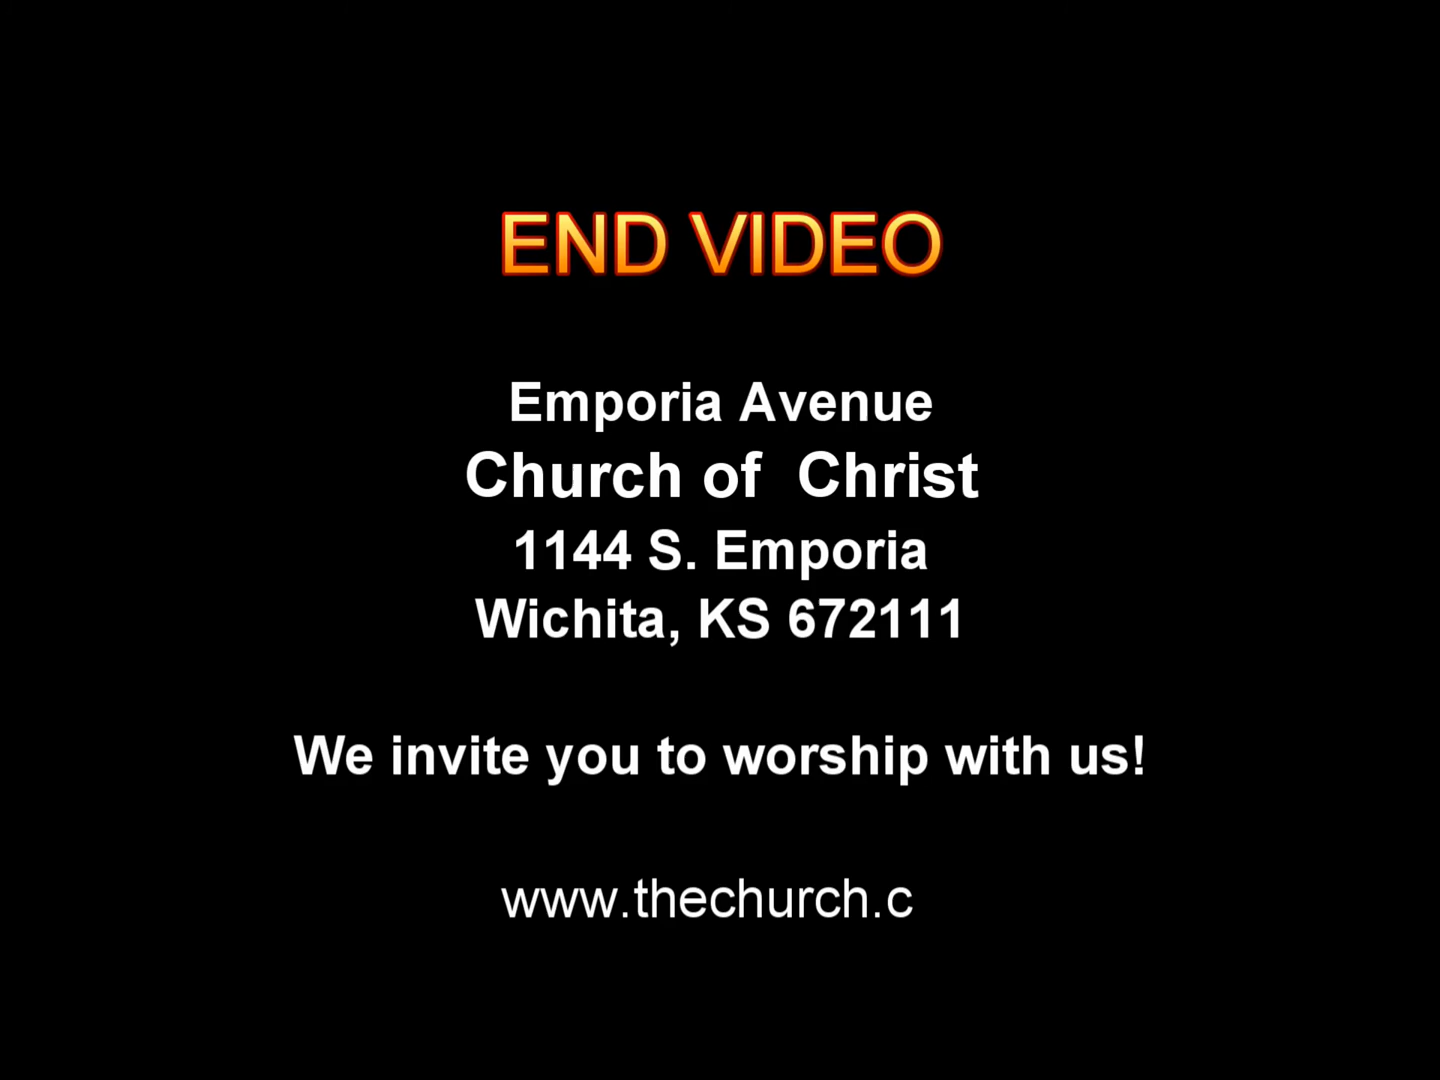 END VIDEO
Emporia Avenue
Church of  Christ
1144 S. Emporia
Wichita, KS 672111
We invite you to worship with us!
www.thechurch.c